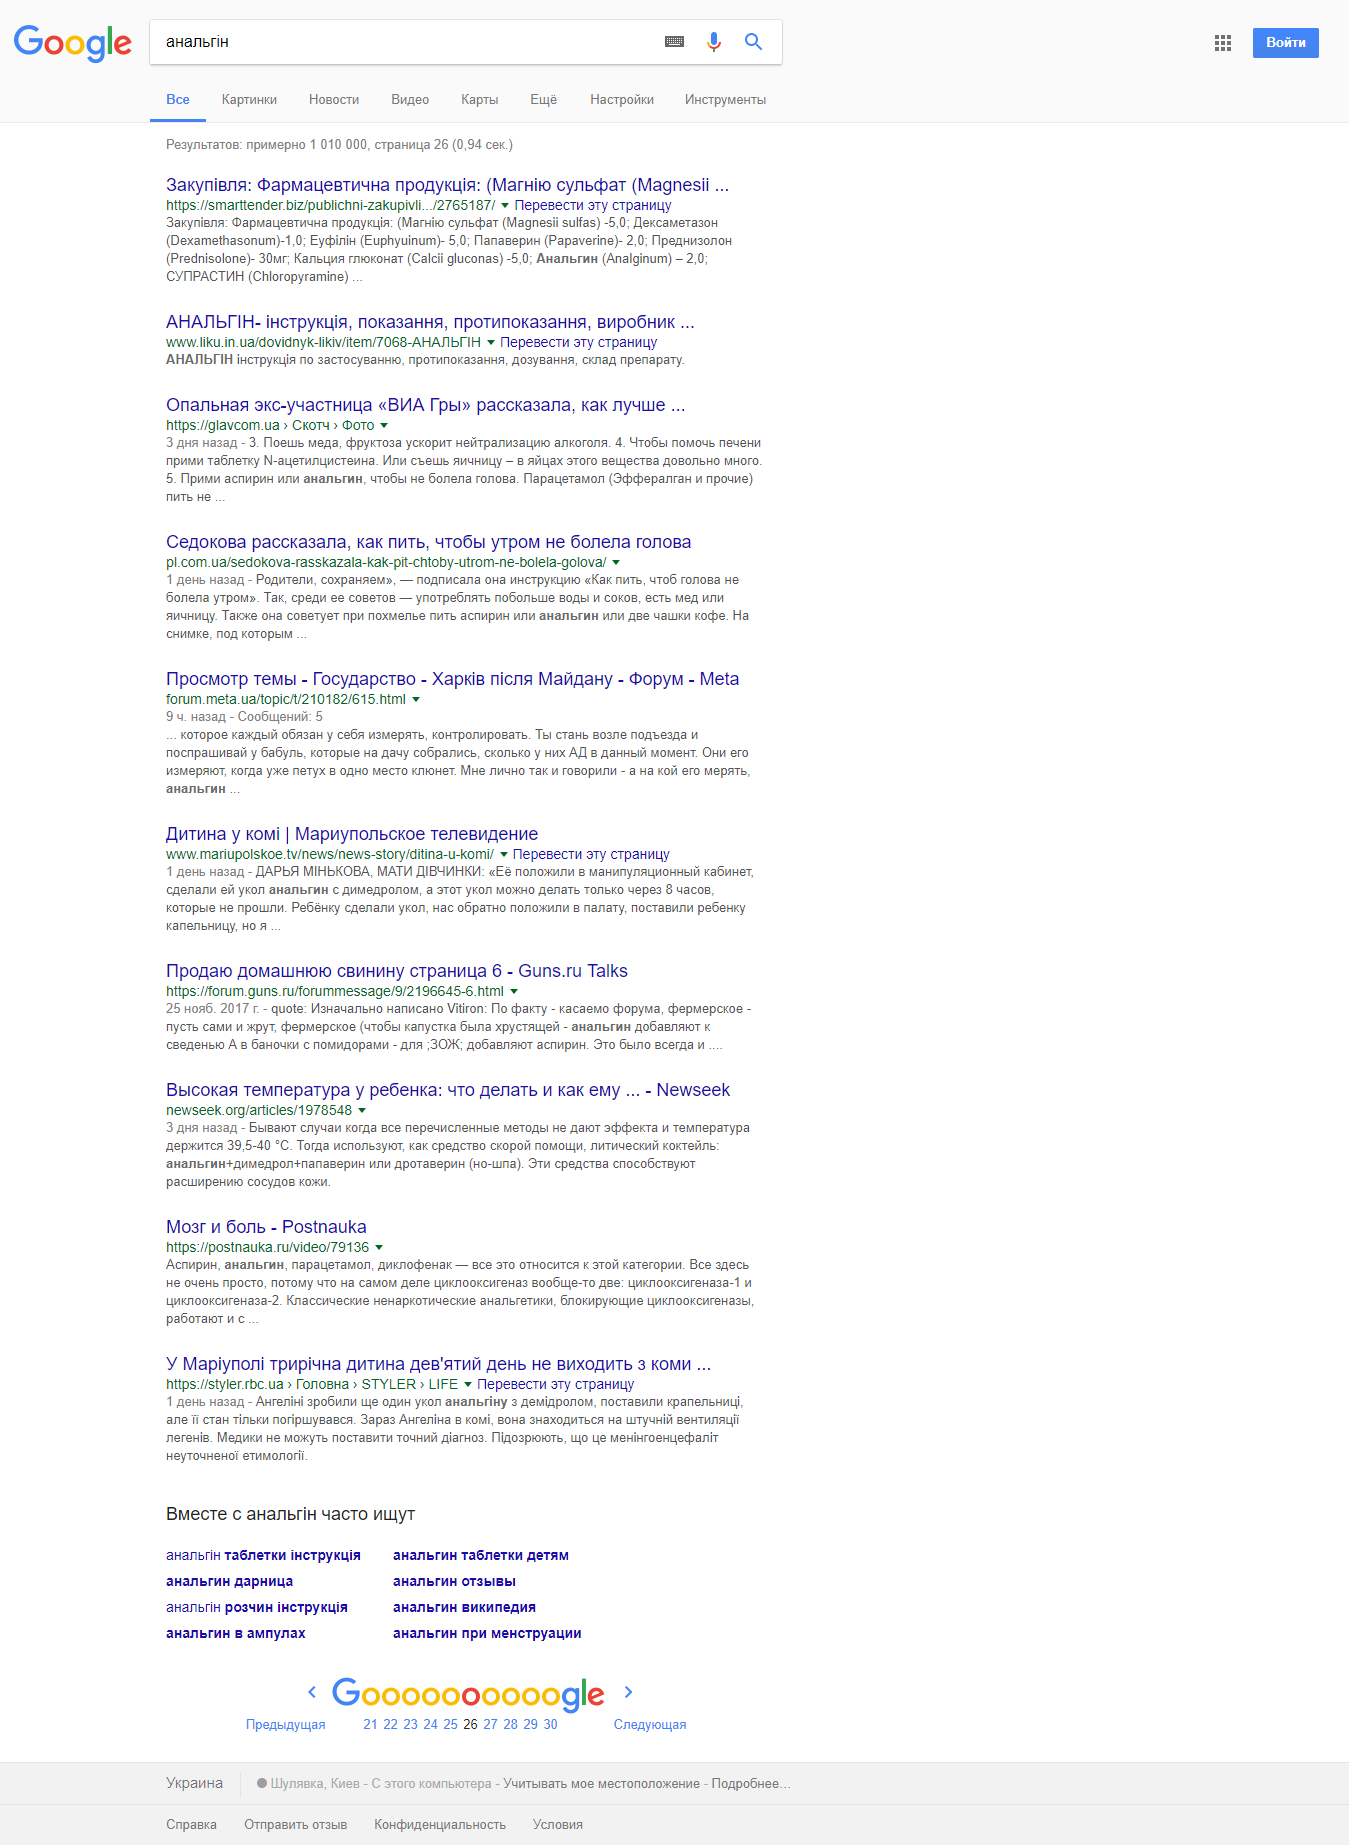 Google
анальгін
Войти
Все Картинки Новости Видео Карты Ещё Настройки Инструменты
Результатов: примерно 1 010 000, страница 26 (0,94 сек.)
Закупівля: Фармацевтична продукція: (Магнію сульфат (Magnesii ...
https://smarttender.biz/publichni-zakupivli.../2765187/ Перевести эту страницу
Закупівля: Фармацевтична продукція: (Магнію сульфат (Magnesii sulfas) -5,0; Дексаметазон
(Dexamethasonum)-1,0; Еуфілін (Euphyuinum)- 5,0; Папаверин (Papaverine)- 2,0; Преднизолон
(Prednisolone)- 30мг; Кальция глюконат (Calcii gluconas) -5,0; Анальгин (Analginum) – 2,0;
СУПРАСТИН (Chloropyramine) ...
АНАЛЬГІН- інструкція, показання, протипоказання, виробник ...
www.liku.in.ua/dovidnyk-likiv/item/7068-АНАЛЬГІН Перевести эту страницу
АНАЛЬГІН інструкція по застосуванню, протипоказання, дозування, склад препарату.
Опальная экс-участница «ВИА Гры» рассказала, как лучше ...
https://glavcom.ua › Скотч › Фото
3 дня назад - 3. Поешь меда, фруктоза ускорит нейтрализацию алкоголя. 4. Чтобы помочь печени
прими таблетку N-ацетилцистеина. Или съешь яичницу – в яйцах этого вещества довольно много.
5. Прими аспирин или анальгин, чтобы не болела голова. Парацетамол (Эффералган и прочие)
пить не ...
Седокова рассказала, как пить, чтобы утром не болела голова
pl.com.ua/sedokova-rasskazala-kak-pit-chtoby-utrom-ne-bolela-golova/
1 день назад - Родители, сохраняем», — подписала она инструкцию «Как пить, чтоб голова не
болела утром». Так, среди ее советов — употреблять побольше воды и соков, есть мед или
яичницу. Также она советует при похмелье пить аспирин или анальгин или две чашки кофе. На
снимке, под которым ...
Просмотр темы - Государство - Харків після Майдану - Форум - Meta
forum.meta.ua/topic/t/210182/615.html
9 ч. назад - Сообщений: 5
... которое каждый обязан у себя измерять, контролировать. Ты стань возле подъезда и
поспрашивай у бабуль, которые на дачу собрались, сколько у них АД в данный момент. Они его
измеряют, когда уже петух в одно место клюнет. Мне лично так и говорили - а на кой его мерять,
анальгин ...
Дитина у комі | Мариупольское телевидение
www.mariupolskoe.tv/news/news-story/ditina-u-komi/ Перевести эту страницу
1 день назад - ДАРЬЯ МІНЬКОВА, МАТИ ДІВЧИНКИ: «Её положили в манипуляционный кабинет,
сделали ей укол анальгин с димедролом, а этот укол можно делать только через 8 часов,
которые не прошли. Ребёнку сделали укол, нас обратно положили в палату, поставили ребенку
капельницу, но я ...
Продаю домашнюю свинину страница 6 - Guns.ru Talks
https://forum.guns.ru/forummessage/9/2196645-6.html
25 нояб. 2017 г. - quote: Изначально написано Vitiron: По факту - касаемо форума, фермерское -
пусть сами и жрут, фермерское (чтобы капустка была хрустящей - анальгин добавляют к
сведенью А в баночки с помидорами - для ;ЗОЖ; добавляют аспирин. Это было всегда и ....
Высокая температура у ребенка: что делать и как ему ... - Newseek
newseek.org/articles/1978548
3 дня назад - Бывают случаи когда все перечисленные методы не дают эффекта и температура
держится 39,5-40 °С. Тогда используют, как средство скорой помощи, литический коктейль:
анальгин+димедрол+папаверин или дротаверин (но-шпа). Эти средства способствуют
расширению сосудов кожи.
Мозг и боль - Postnauka
https://postnauka.ru/video/79136
Аспирин, анальгин, парацетамол, диклофенак — все это относится к этой категории. Все здесь
не очень просто, потому что на самом деле циклооксигеназ вообще-то две: циклооксигеназа-1 и
циклооксигеназа-2. Классические ненаркотические анальгетики, блокирующие циклооксигеназы,
работают и с ...
У Маріуполі трирічна дитина дев'ятий день не виходить з коми ...
https://styler.rbc.ua › Головна › STYLER › LIFE Перевести эту страницу
1 день назад - Ангеліні зробили ще один укол анальгіну з демідролом, поставили крапельниці,
але її стан тільки погіршувався. Зараз Ангеліна в комі, вона знаходиться на штучній вентиляції
легенів. Медики не можуть поставити точний діагноз. Підозрюють, що це менінгоенцефаліт
неуточненої етимології.
Вместе с анальгін часто ищут
анальгін таблетки інструкція анальгин таблетки детям
анальгин дарница анальгин отзывы
анальгін розчин інструкція анальгин википедия
анальгин в ампулах анальгин при менструации
Goooooooooogle
Предыдущая 21 22 23 24 25 26 27 28 29 30 Следующая
Украина Шулявка, Киев - С этого компьютера - Учитывать мое местоположение - Подробнее...
Справка Отправить отзыв Конфиденциальность Условия